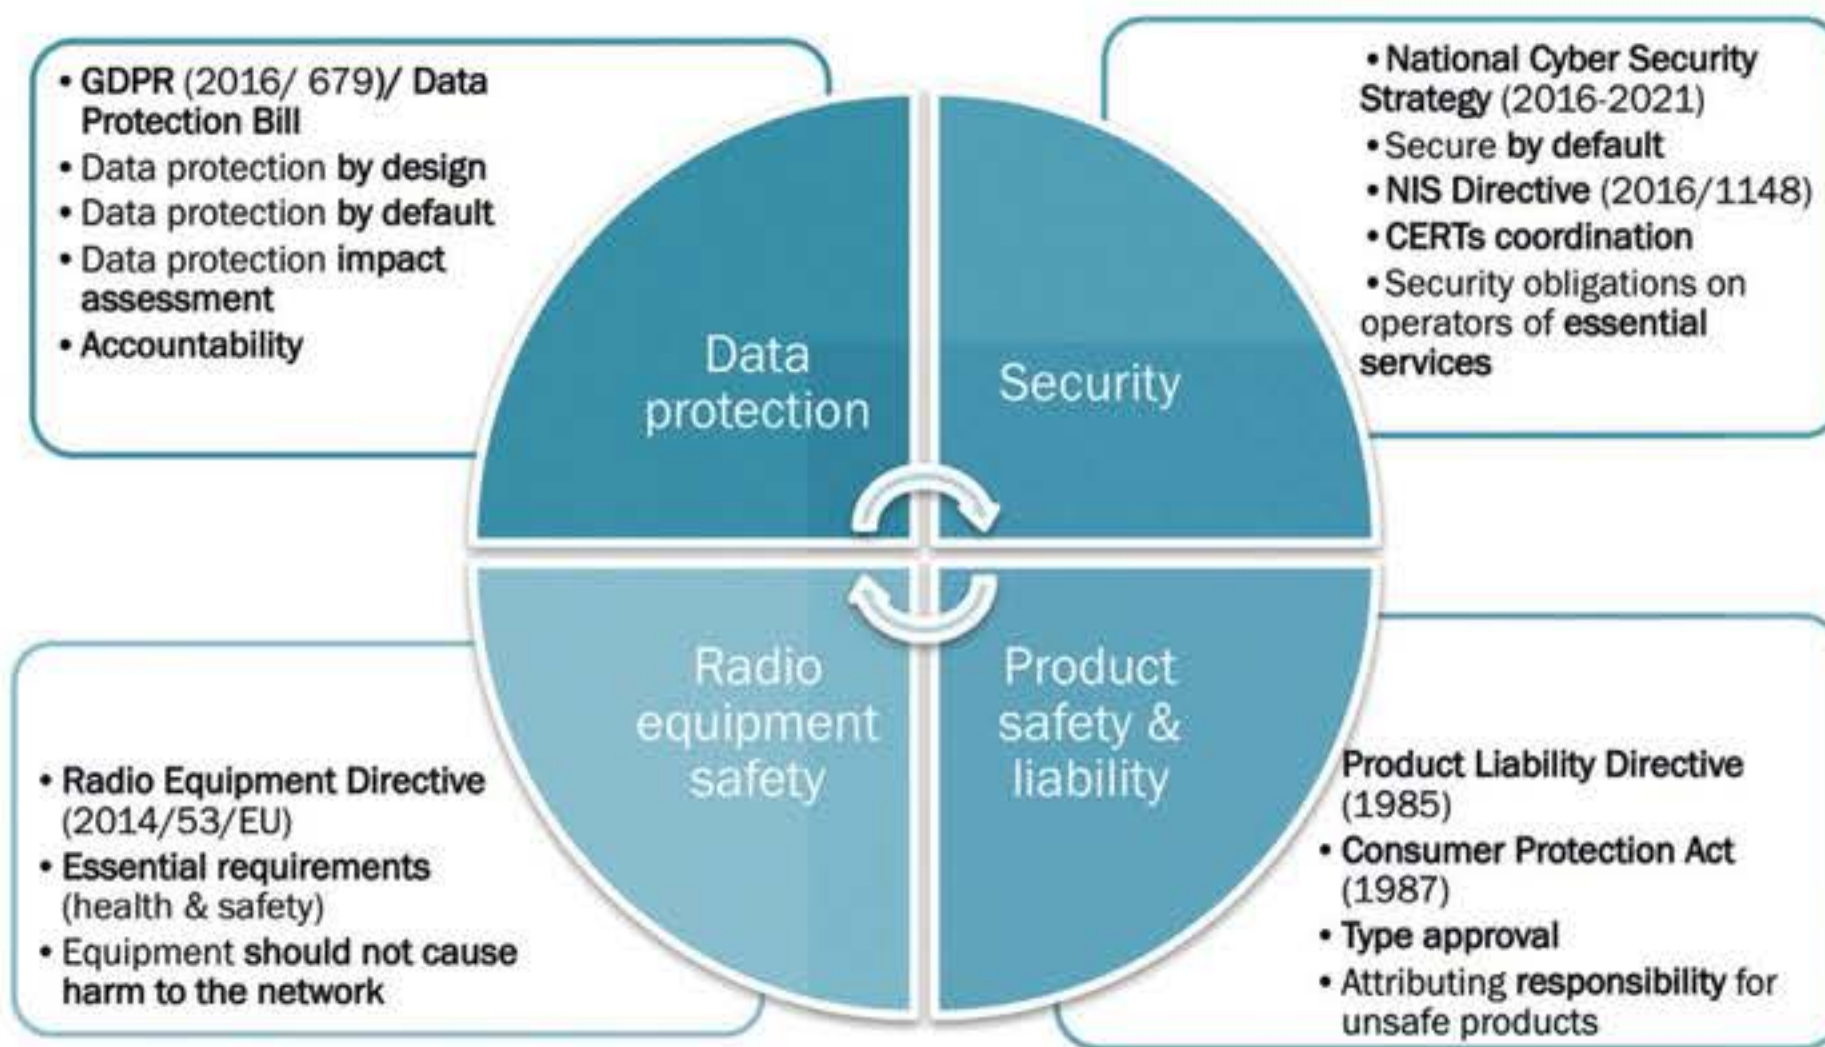 • GDPR (2016/ 679)/ Data
Protection Bill
• Data protection by design
• Data protection by default
• Data protection impact
assessment
• Accountability
•National Cyber Security
Strategy (2016-2021)
•Secure by default
•NIS Directive (2016/1148)
•CERTs coordination
•Security obligations on
operators of essential
services
Data
protection
Security
Radio
equipment
safety
Product
safety &
liability
• Radio Equipment Directive
(2014/53/EU)
• Essential requirements
(health & safety)
• Equipment should not cause
harm to the network
Product Liability Directive
(1985)
• Consumer Protection Act
(1987)
• Type approval
• Attributing responsibility for
unsafe products